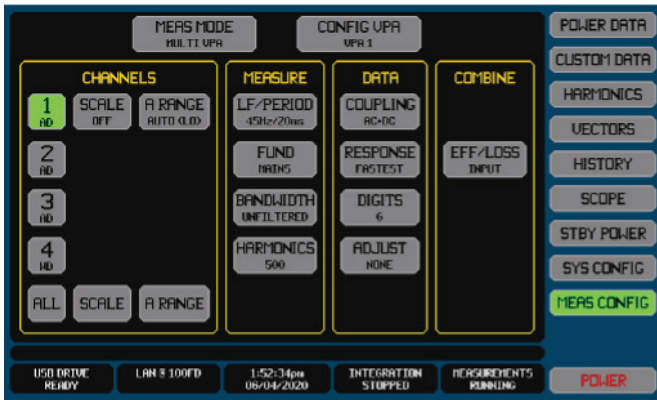 MEAS MODE
MULTI VPA
CONFIG VPA
VPA 1
CHANNELS
1
AD
SCALE
OFF
A RANGE
AUTO (LO)
2
AD
3
AD
4
WD
ALL
SCALE
A RANGE
MEASURE
LF/PERIOD
45Hz/20ms
FUND
MAINS
BANDWIDTH
UNFILTERED
HARMONICS
500
DATA
COUPLING
AC+DC
RESPONSE
FASTEST
DIGITS
6
ADJUST
NONE
COMBINE
EFF/LOSS
INPUT
POWER DATA
CUSTOM DATA
HARMONICS
VECTORS
HISTORY
SCOPE
STBY POWER
SYS CONFIG
MEAS CONFIG
POWER
USB DRIVE
READY
LAN @ 100FD
1:52:34pm
06/04/2020
INTEGRATION
STOPPED
MEASUREMENTS
RUNNING